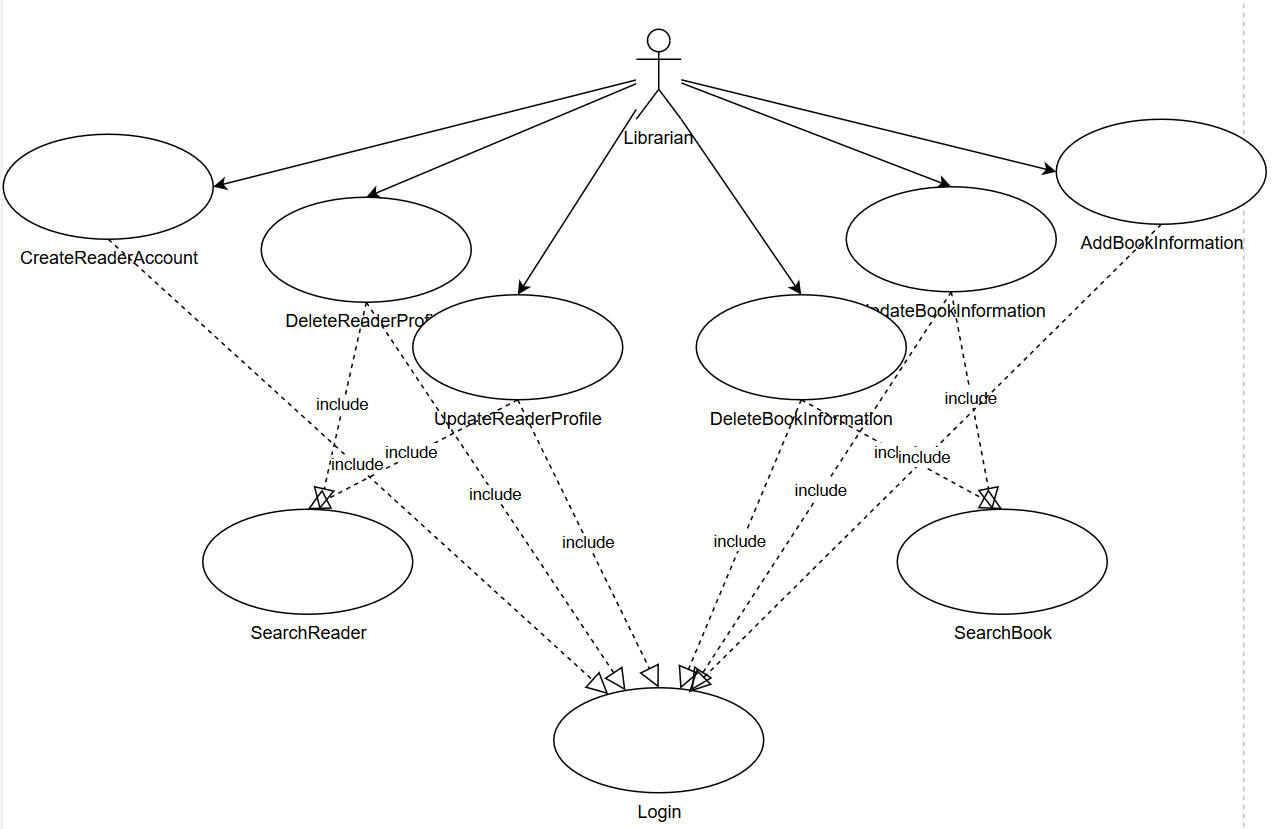 Librarian
CreateReaderAccount
AddBookInformation
DeleteReaderProf
pdateBookInformation
UpdateReaderProfile
DeleteBookInformation
include
include
include
include
incl
include
include
include
include
include
SearchReader
SearchBook
Login